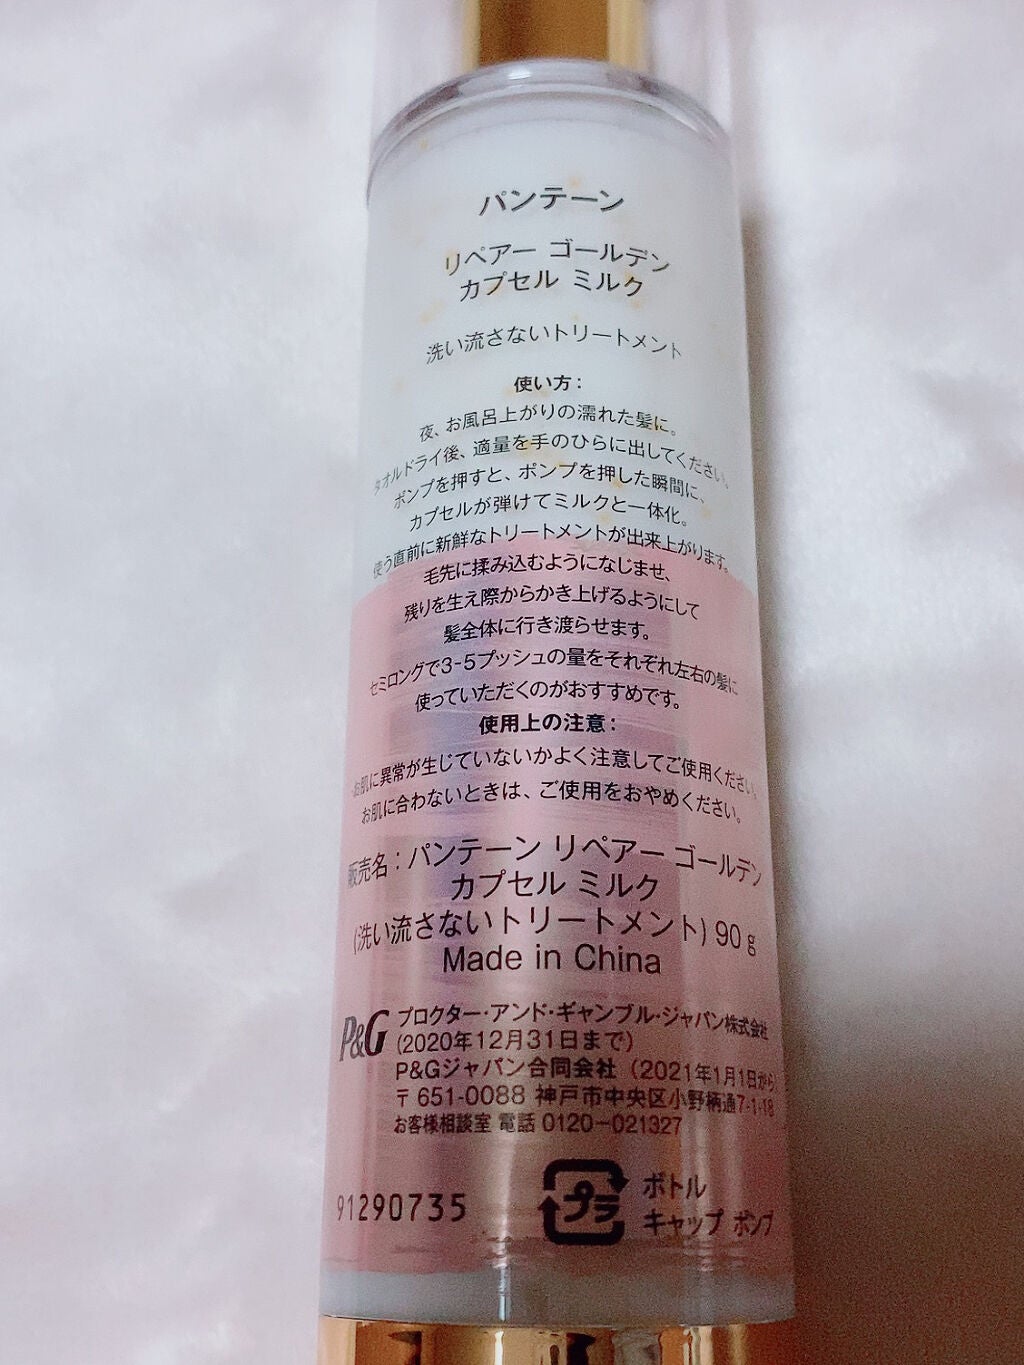 パンテーン
リペアー ゴールデン
カプセル ミルク
洗い流さないトリートメント
使い方：
夜、お風呂上がりの濡れた髪に。
タオルドライ後、適量を手のひらに出してください。
ポンプを押すと、ポンプを押した瞬間に、
カプセルが弾けてミルクと一体化。
使う直前に新鮮なトリートメントが出来上がります。
毛先に揉み込むようになじませ、
残りを生え際からかき上げるようにして
髪全体に行き渡らせます。
セミロングで3-5プッシュの量をそれぞれ左右の髪に
使っていただくのがおすすめです。
使用上の注意：
・お肌に異常が生じていないかよく注意してご使用ください。
お肌に合わないときは、ご使用をおやめください。
販売名：パンテーン リペアー ゴールデン
カプセル ミルク
(洗い流さないトリートメント) 90 g
Made in China
P&G プロクター・アンド・ギャンブル・ジャパン株式会社
(2020年12月31日まで)
P&Gジャパン合同会社 (2021年1月1日から)
〒651-0088 神戸市中央区小野柄通7-1-18
お客様相談室 電話 0120-021327
プラ ボトル
キャップ ポンプ
91290735